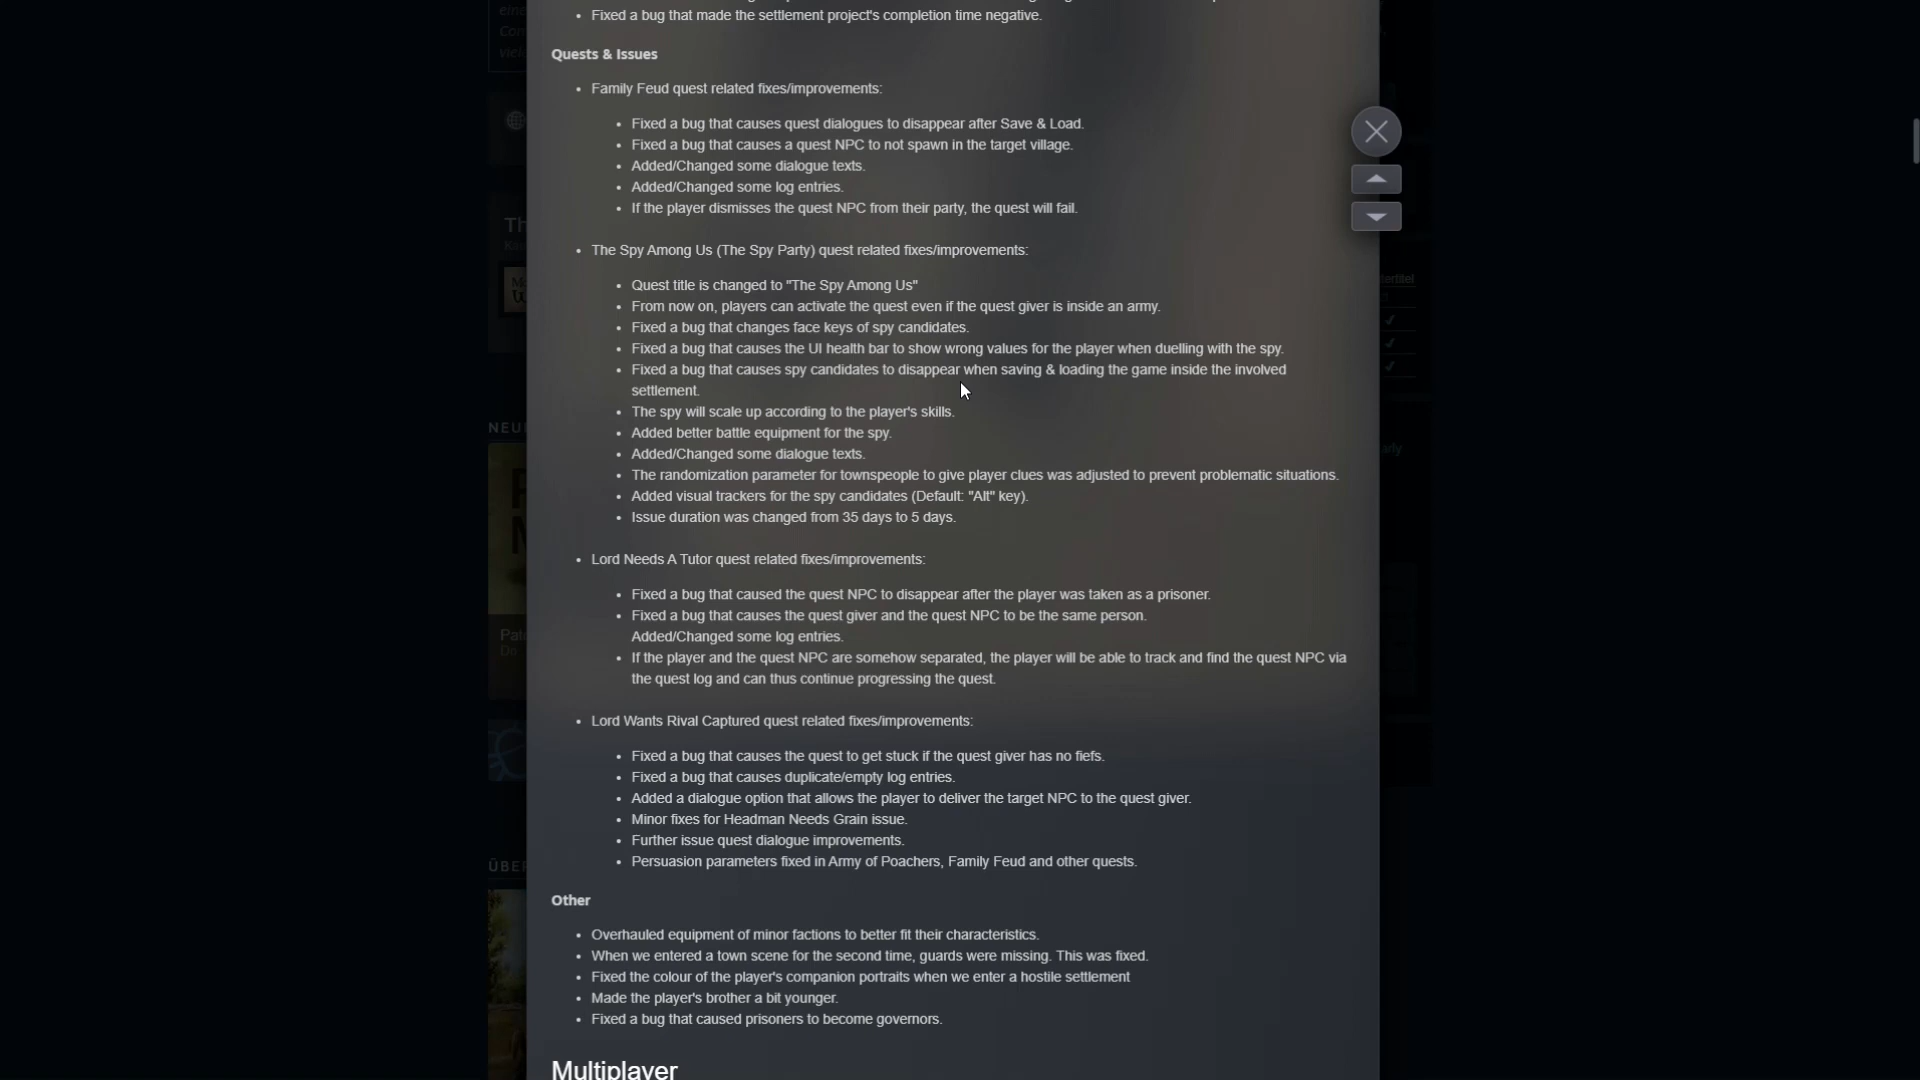 Fixed a bug that made the settlement project's completion time negative.
Quests & Issues
Family Feud quest related fixes/improvements:
Fixed a bug that causes quest dialogues to disappear after Save & Load.
Fixed a bug that causes a quest NPC to not spawn in the target village.
Added/Changed some dialogue texts.
Added/Changed some log entries.
If the player dismisses the quest NPC from their party, the quest will fail.
The Spy Among Us (The Spy Party) quest related fixes/improvements:
Quest title is changed to "The Spy Among Us"
From now on, players can activate the quest even if the quest giver is inside an army.
Fixed a bug that changes face keys of spy candidates.
Fixed a bug that causes the UI health bar to show wrong values for the player when duelling with the spy.
Fixed a bug that causes spy candidates to disappear when saving & loading the game inside the involved
settlement.
The spy will scale up according to the player's skills.
Added better battle equipment for the spy.
Added/Changed some dialogue texts.
The randomization parameter for townspeople to give player clues was adjusted to prevent problematic situations.
Added visual trackers for the spy candidates (Default: "Alt" key).
Issue duration was changed from 35 days to 5 days.
Lord Needs A Tutor quest related fixes/improvements:
Fixed a bug that caused the quest NPC to disappear after the player was taken as a prisoner.
Fixed a bug that causes the quest giver and the quest NPC to be the same person.
Added/Changed some log entries.
If the player and the quest NPC are somehow separated, the player will be able to track and find the quest NPC via
the quest log and can thus continue progressing the quest.
Lord Wants Rival Captured quest related fixes/improvements:
Fixed a bug that causes the quest to get stuck if the quest giver has no fiefs.
Fixed a bug that causes duplicate/empty log entries.
Added a dialogue option that allows the player to deliver the target NPC to the quest giver.
Minor fixes for Headman Needs Grain issue.
Further issue quest dialogue improvements.
Persuasion parameters fixed in Army of Poachers, Family Feud and other quests.
Other
Overhauled equipment of minor factions to better fit their characteristics.
When we entered a town scene for the second time, guards were missing. This was fixed.
Fixed the colour of the player's companion portraits when we enter a hostile settlement
Made the player's brother a bit younger.
Fixed a bug that caused prisoners to become governors.
Multiplayer